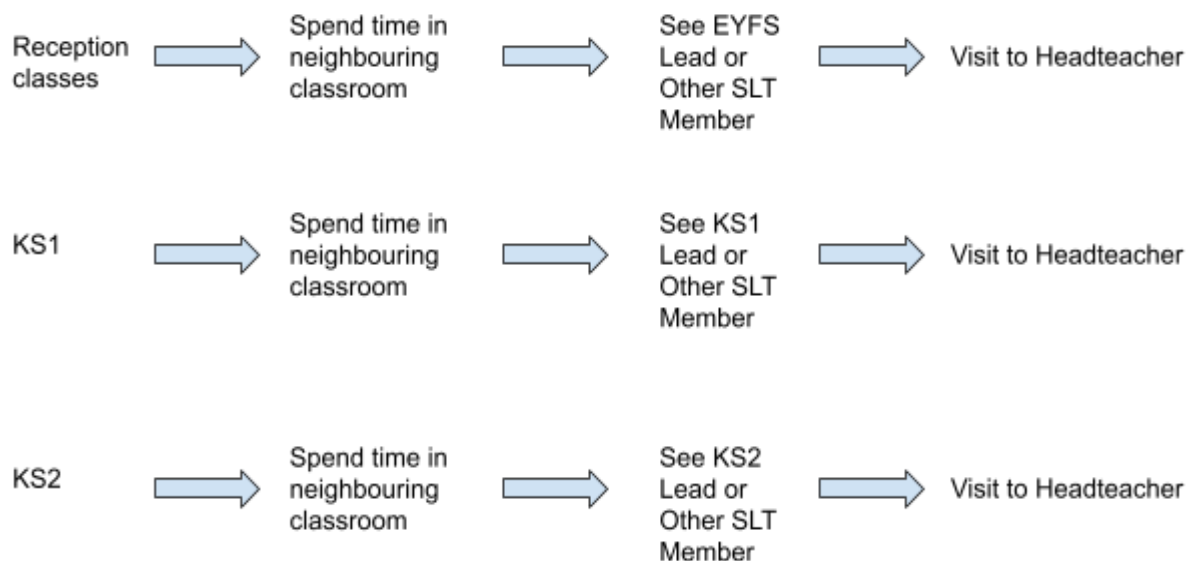 Reception
classes
Spend time in
neighbouring
classroom
See EYFS
Lead or
Other SLT
Member
Visit to Headteacher
KS1
Spend time in
neighbouring
classroom
See KS1
Lead or
Other SLT
Member
Visit to Headteacher
KS2
Spend time in
neighbouring
classroom
See KS2
Lead or
Other SLT
Member
Visit to Headteacher